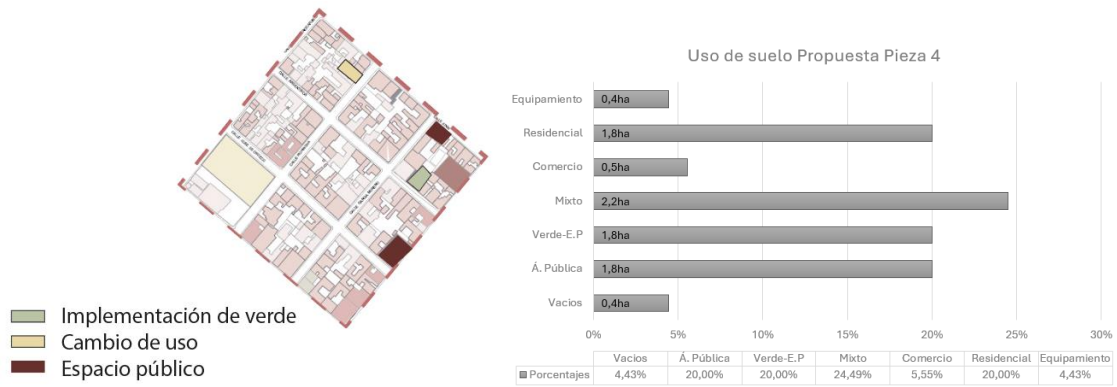 Implementación de verde
Cambio de uso
Espacio público
Uso de suelo Propuesta Pieza 4
Equipamiento 0,4ha
Residencial 1,8ha
Comercio 0,5ha
Mixto 2,2ha
Verde-E.P 1,8ha
Á. Pública 1,8ha
Vacios 0,4ha
0% 5% 10% 15% 20% 25% 30%
Vacios Á. Pública Verde-E.P Mixto Comercio Residencial Equipamiento
Porcentajes 4,43% 20,00% 20,00% 24,49% 5,55% 20,00% 4,43%